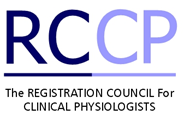 RCCP
The REGISTRATION COUNCIL For
CLINICAL PHYSIOLOGISTS